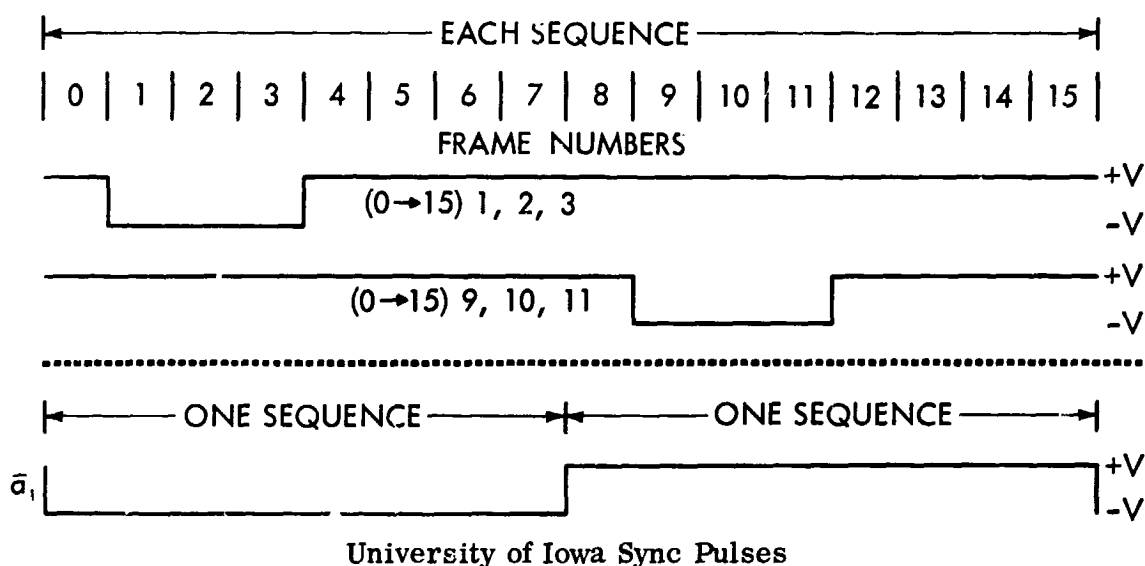 EACH SEQUENCE
0 1 2 3 4 5 6 7 8 9 10 11 12 13 14 15
FRAME NUMBERS
+V
(0→15) 1, 2, 3
-V
+V
(0→15) 9, 10, 11
-V
ONE SEQUENCE ONE SEQUENCE
+V
ā₁
-V
University of Iowa Sync Pulses